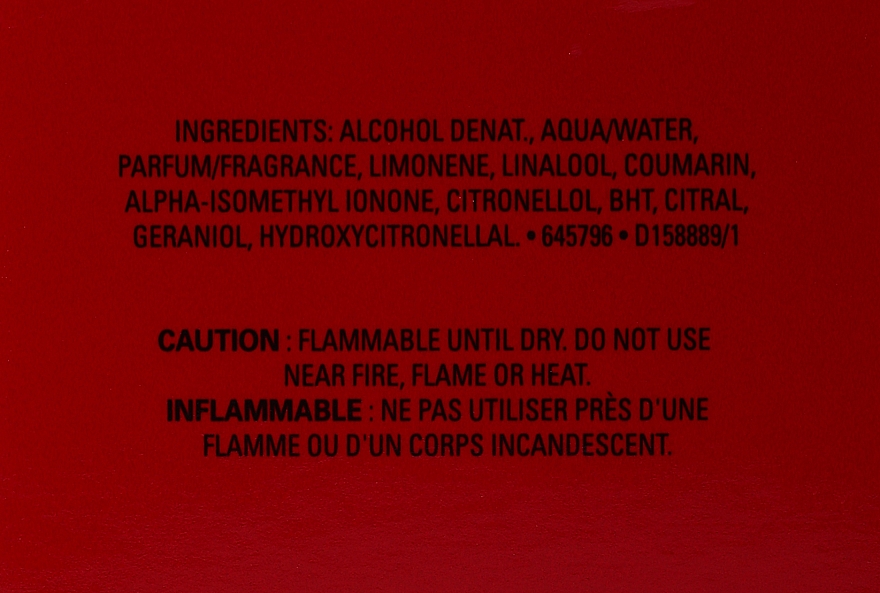 INGREDIENTS: ALCOHOL DENAT., AQUA/WATER,
PARFUM/FRAGRANCE, LIMONENE, LINALOOL, COUMARIN,
ALPHA-ISOMETHYL IONONE, CITRONELLOL, BHT, CITRAL,
GERANIOL, HYDROXYCITRONELLAL. • 645796 • D158889/1
CAUTION : FLAMMABLE UNTIL DRY. DO NOT USE
NEAR FIRE, FLAME OR HEAT.
INFLAMMABLE : NE PAS UTILISER PRÈS D'UNE
FLAMME OU D'UN CORPS INCANDESCENT.